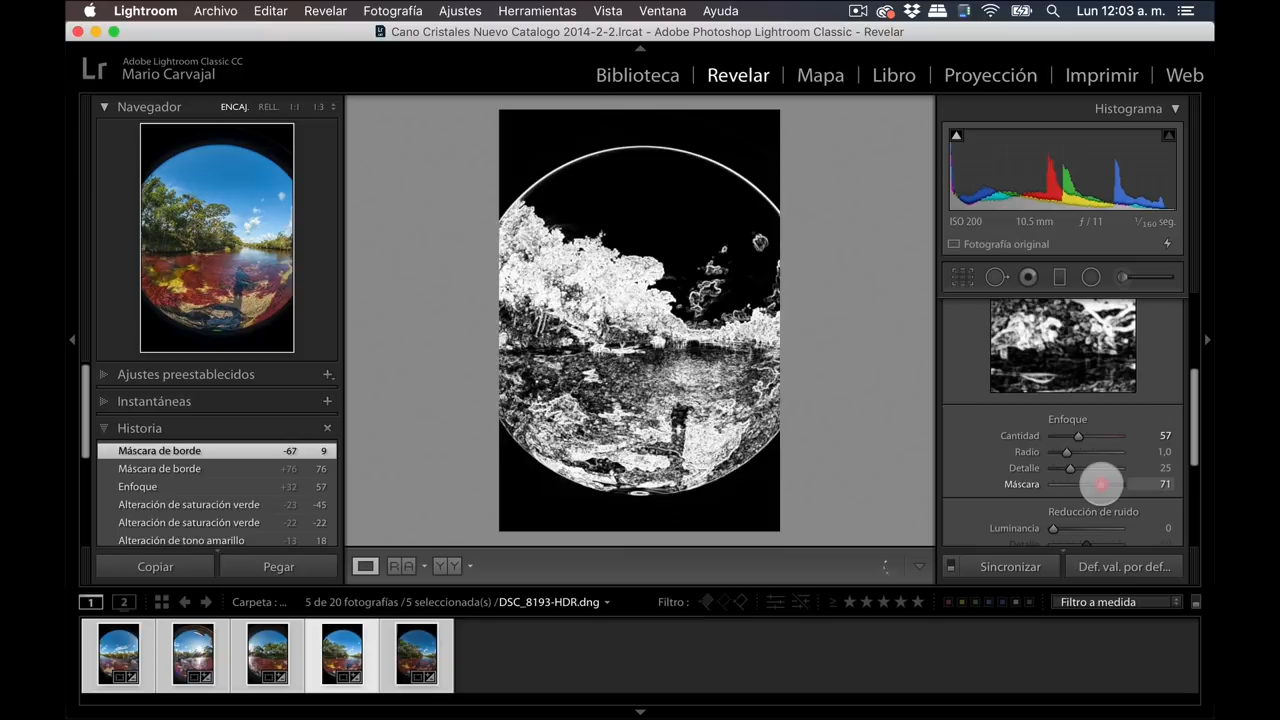 Lightroom Archivo Editar Revelar Fotografía Ajustes Herramientas Vista Ventana Ayuda Lun 12:03 a. m.
Cano Cristales Nuevo Catalogo 2014-2-2.lrcat - Adobe Photoshop Lightroom Classic - Revelar
Lr
Adobe Lightroom Classic CC
Mario Carvajal
Biblioteca | Revelar | Mapa | Libro | Proyección | Imprimir | Web
Navegador ENCAJ. RELL. 1:1 1:3
Histograma
ISO 200 10.5 mm ƒ / 11 1/160 seg.
Fotografía original
Ajustes preestablecidos
Instantáneas
Historia
Máscara de borde -67 9
Máscara de borde +76 76
Enfoque +32 57
Alteración de saturación verde -23 -45
Alteración de saturación verde -22 -22
Alteración de tono amarillo -13 18
Copiar Pegar
Enfoque
Cantidad 57
Radio 1,0
Detalle 25
Máscara 71
Reducción de ruido
Luminancia 0
R A Y Y
Sincronizar Def. val. por def...
1 2 Carpeta : ... 5 de 20 fotografías /5 seleccionada(s) /DSC_8193-HDR.dng Filtro : ≥ ★★★★★ Filtro a medida